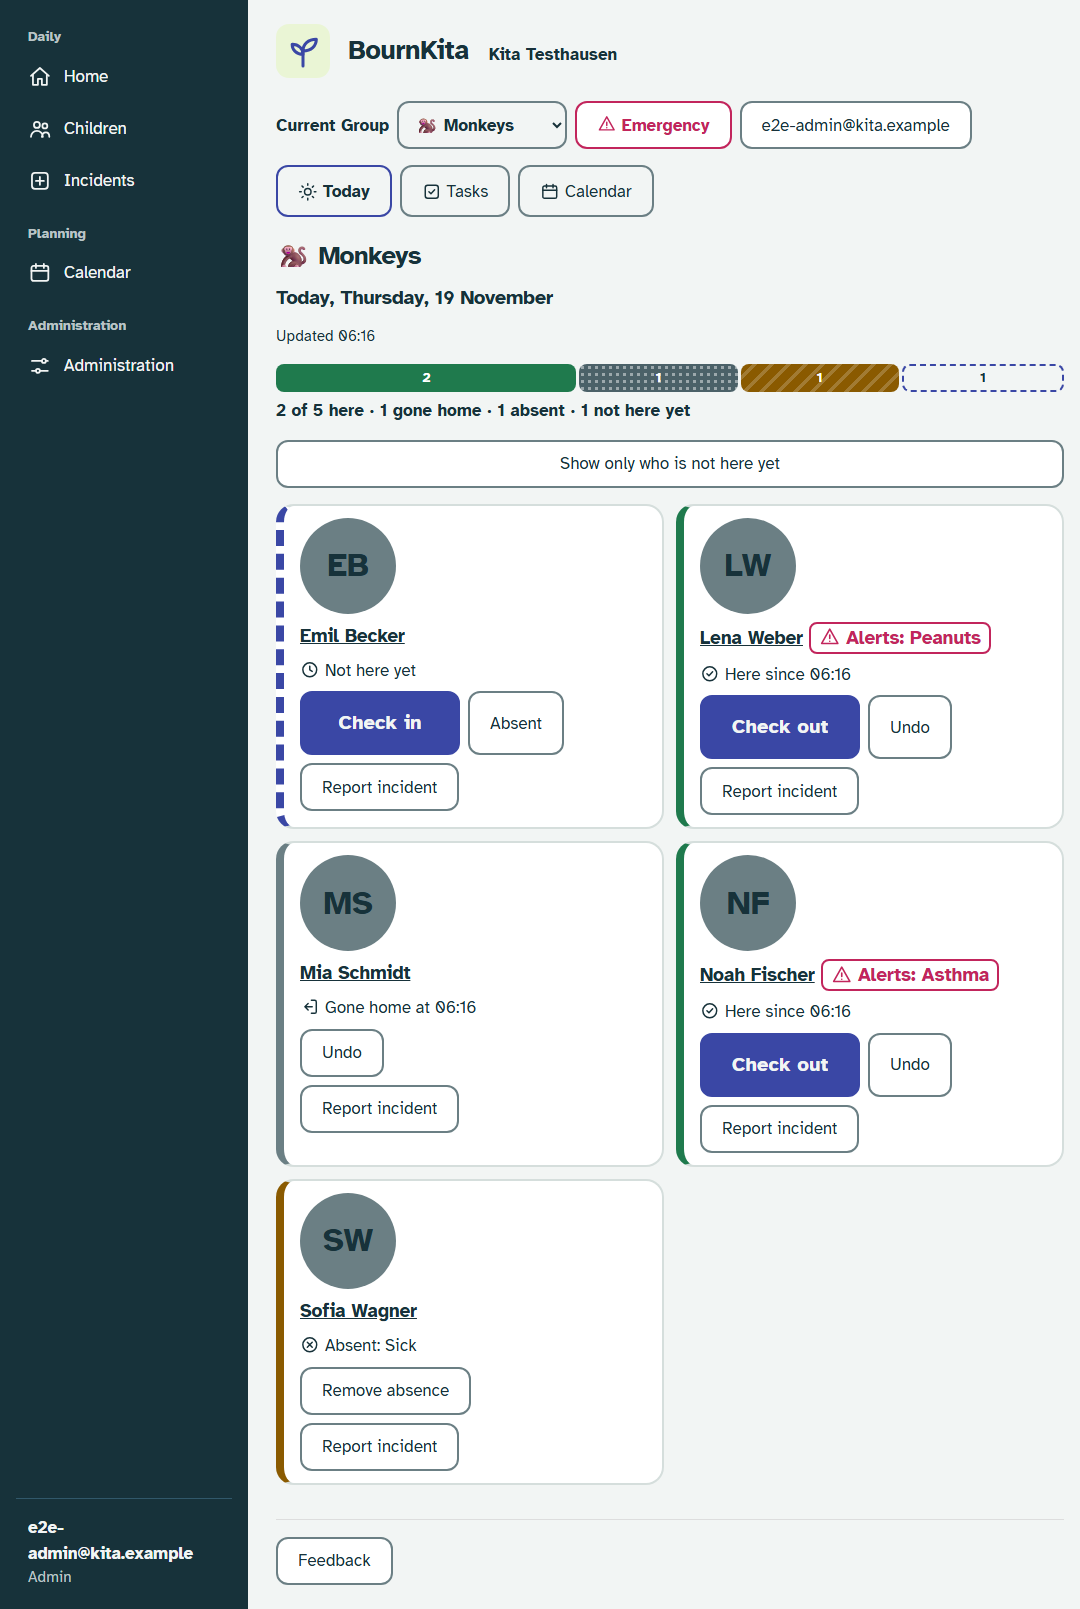 Daily
Home
Children
Incidents
Planning
Calendar
Administration
Administration
e2e-
admin@kita.example
Admin
BournKita Kita Testhausen
Current Group Monkeys Emergency e2e-admin@kita.example
Today Tasks Calendar
Monkeys
Today, Thursday, 19 November
Updated 06:16
2 1 1 1
2 of 5 here · 1 gone home · 1 absent · 1 not here yet
Show only who is not here yet
EB
Emil Becker
Not here yet
Check in Absent
Report incident
LW
Lena Weber Alerts: Peanuts
Here since 06:16
Check out Undo
Report incident
MS
Mia Schmidt
Gone home at 06:16
Undo
Report incident
NF
Noah Fischer Alerts: Asthma
Here since 06:16
Check out Undo
Report incident
SW
Sofia Wagner
Absent: Sick
Remove absence
Report incident
Feedback